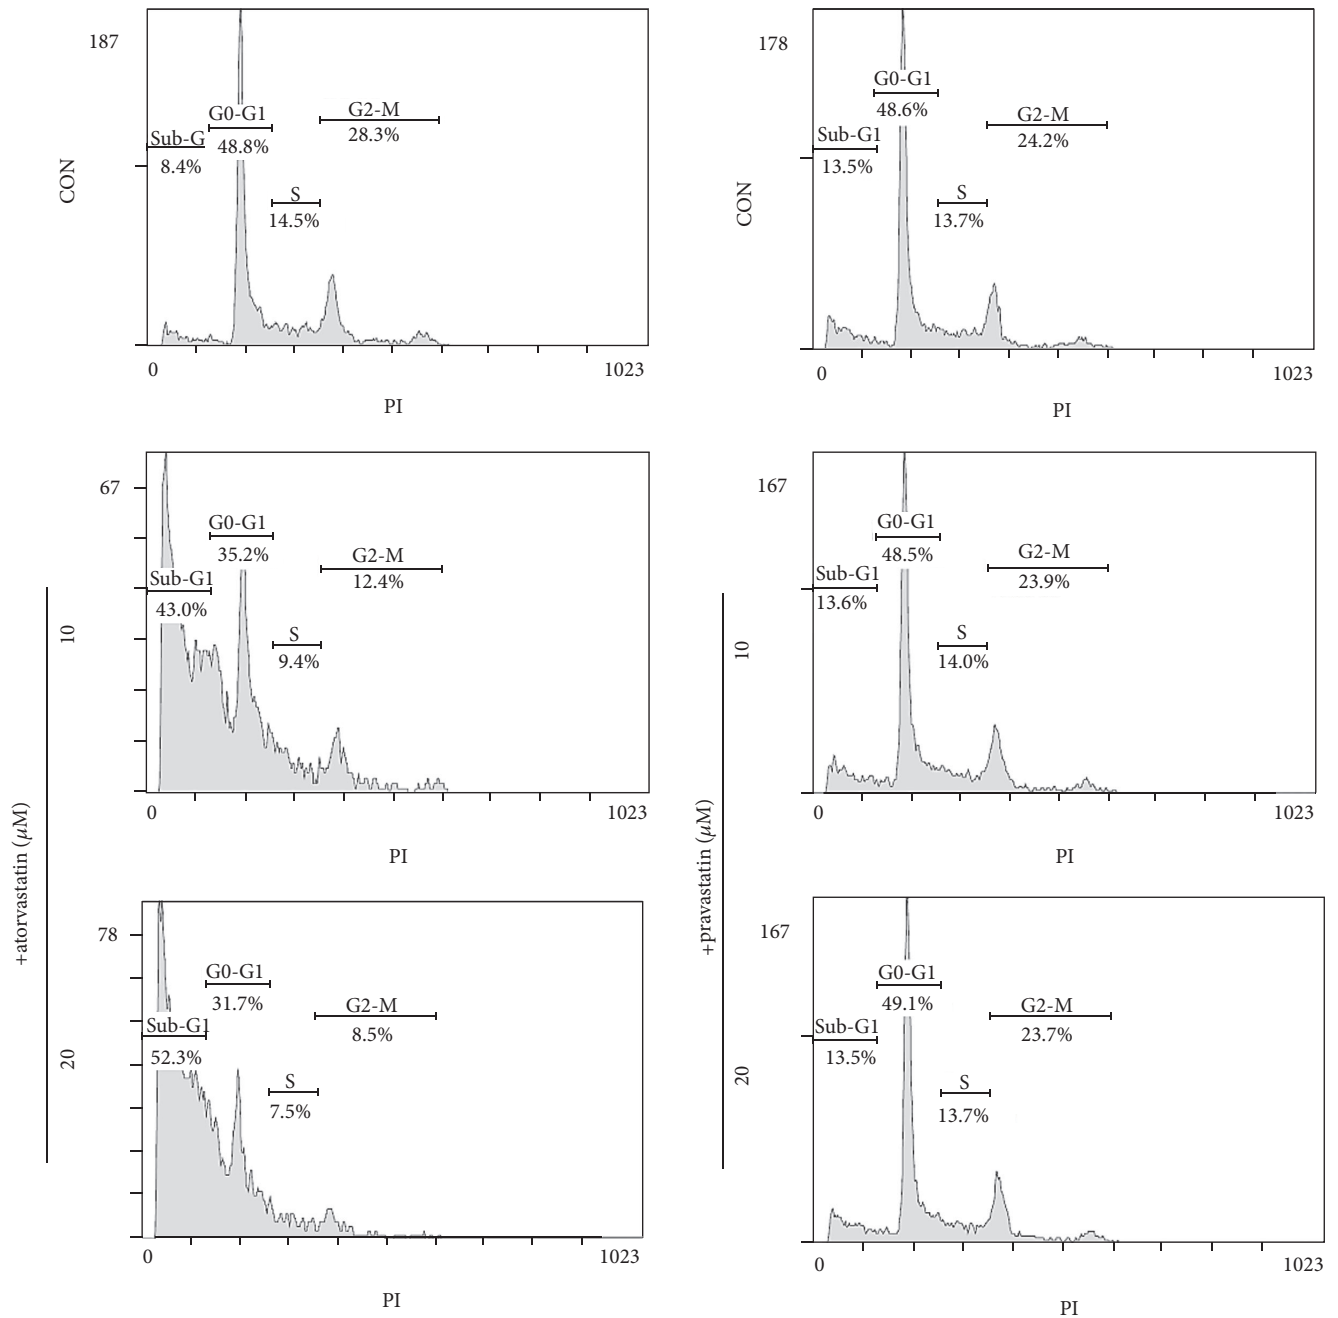 187
CON
Sub-G
8.4%
G0-G1
48.8%
S
14.5%
G2-M
28.3%
0
1023
PI
178
CON
Sub-G1
13.5%
G0-G1
48.6%
S
13.7%
G2-M
24.2%
0
1023
PI
+atorvastatin (μM)
67
10
Sub-G1
43.0%
G0-G1
35.2%
S
9.4%
G2-M
12.4%
0
1023
PI
+pravastatin (μM)
167
10
Sub-G1
13.6%
G0-G1
48.5%
S
14.0%
G2-M
23.9%
0
1023
PI
78
20
Sub-G1
52.3%
G0-G1
31.7%
S
7.5%
G2-M
8.5%
0
1023
PI
167
20
Sub-G1
13.5%
G0-G1
49.1%
S
13.7%
G2-M
23.7%
0
1023
PI